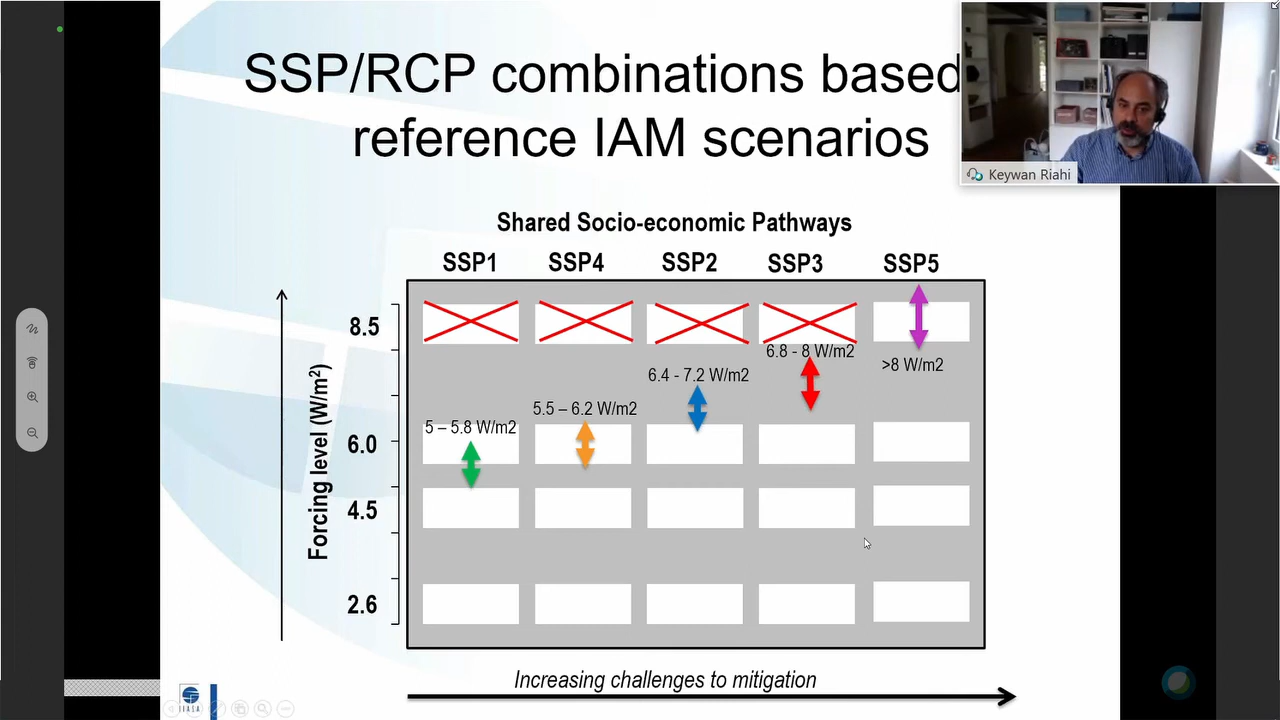 SSP/RCP combinations based
reference IAM scenarios
Keywan Riahi
Shared Socio-economic Pathways
SSP1 SSP4 SSP2 SSP3 SSP5
8.5
6.8 - 8 W/m2
>8 W/m2
6.4 - 7.2 W/m2
5.5 – 6.2 W/m2
5 – 5.8 W/m2
6.0
4.5
2.6
Forcing level (W/m²)
Increasing challenges to mitigation
IIASA